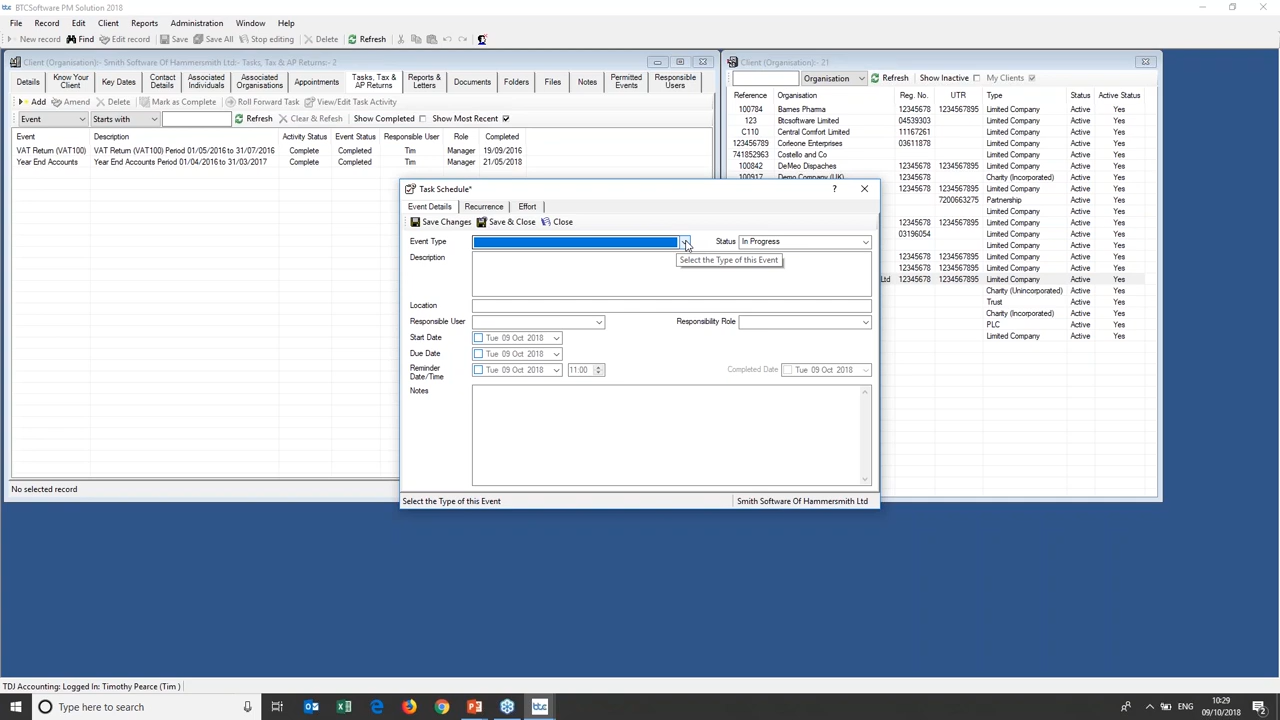 BTCSoftware PM Solution 2018
File Record Edit Client Reports Administration Window Help
New record Find Edit record Save Save All Stop editing Delete Refresh
Client (Organisation):- Smith Software Of Hammersmith Ltd:- Tasks, Tax & AP Returns:- 2
Details Know Your Client Key Dates Contact Details Associated Individuals Associated Organisations Appointments Tasks, Tax & AP Returns Reports & Letters Documents Folders Files Notes Permitted Events Responsible Users
Add Amend Delete Mark as Complete Roll Forward Task View/Edit Task Activity
Event Starts with Refresh Clear & Refresh Show Completed Show Most Recent
Event Description Activity Status Event Status Responsible User Role Completed
VAT Return (VAT100) VAT Return (VAT100) Period 01/05/2016 to 31/07/2016 Complete Completed Tim Manager 19/09/2016
Year End Accounts Year End Accounts Period 01/04/2016 to 31/03/2017 Complete Completed Tim Manager 21/05/2018
No selected record
Client (Organisation):- 21
Organisation Refresh Show Inactive My Clients
Reference Organisation Reg. No. UTR Type Status Active Status
100784 Barnes Pharma 12345678 1234567895 Limited Company Active Yes
123 Btcsoftware Limited 04539303 Limited Company Active Yes
C110 Central Comfort Limited 11167261 Limited Company Active Yes
123456789 Corleone Enterprises 03611878 Limited Company Active Yes
741852963 Costello and Co Limited Company Active Yes
100842 DeMeo Dispaches 12345678 1234567895 Limited Company Active Yes
100917 Demo Company (UK) 12345678 Charity (Incorporated) Active Yes
12345678 1234567895 Limited Company Active Yes
7200663275 Partnership Active Yes
Limited Company Active Yes
12345678 1234567895 Limited Company Active Yes
03196054 Limited Company Active Yes
Limited Company Active Yes
12345678 1234567895 Limited Company Active Yes
12345678 1234567895 Limited Company Active Yes
Ltd 12345678 1234567895 Limited Company Active Yes
Charity (Unincorporated) Active Yes
Trust Active Yes
Charity (Incorporated) Active Yes
PLC Active Yes
Limited Company Active Yes
Task Schedule*
?
Event Details Recurrence Effort
Save Changes Save & Close Close
Event Type Status In Progress
Select the Type of this Event
Description
Location
Responsible User Responsibility Role
Start Date Tue 09 Oct 2018
Due Date Tue 09 Oct 2018
Reminder Date/Time Tue 09 Oct 2018 11:00 Completed Date Tue 09 Oct 2018
Notes
Select the Type of this Event Smith Software Of Hammersmith Ltd
TDJ Accounting: Logged In: Timothy Pearce (Tim )
Type here to search
btc
ENG
10:29
09/10/2018
2